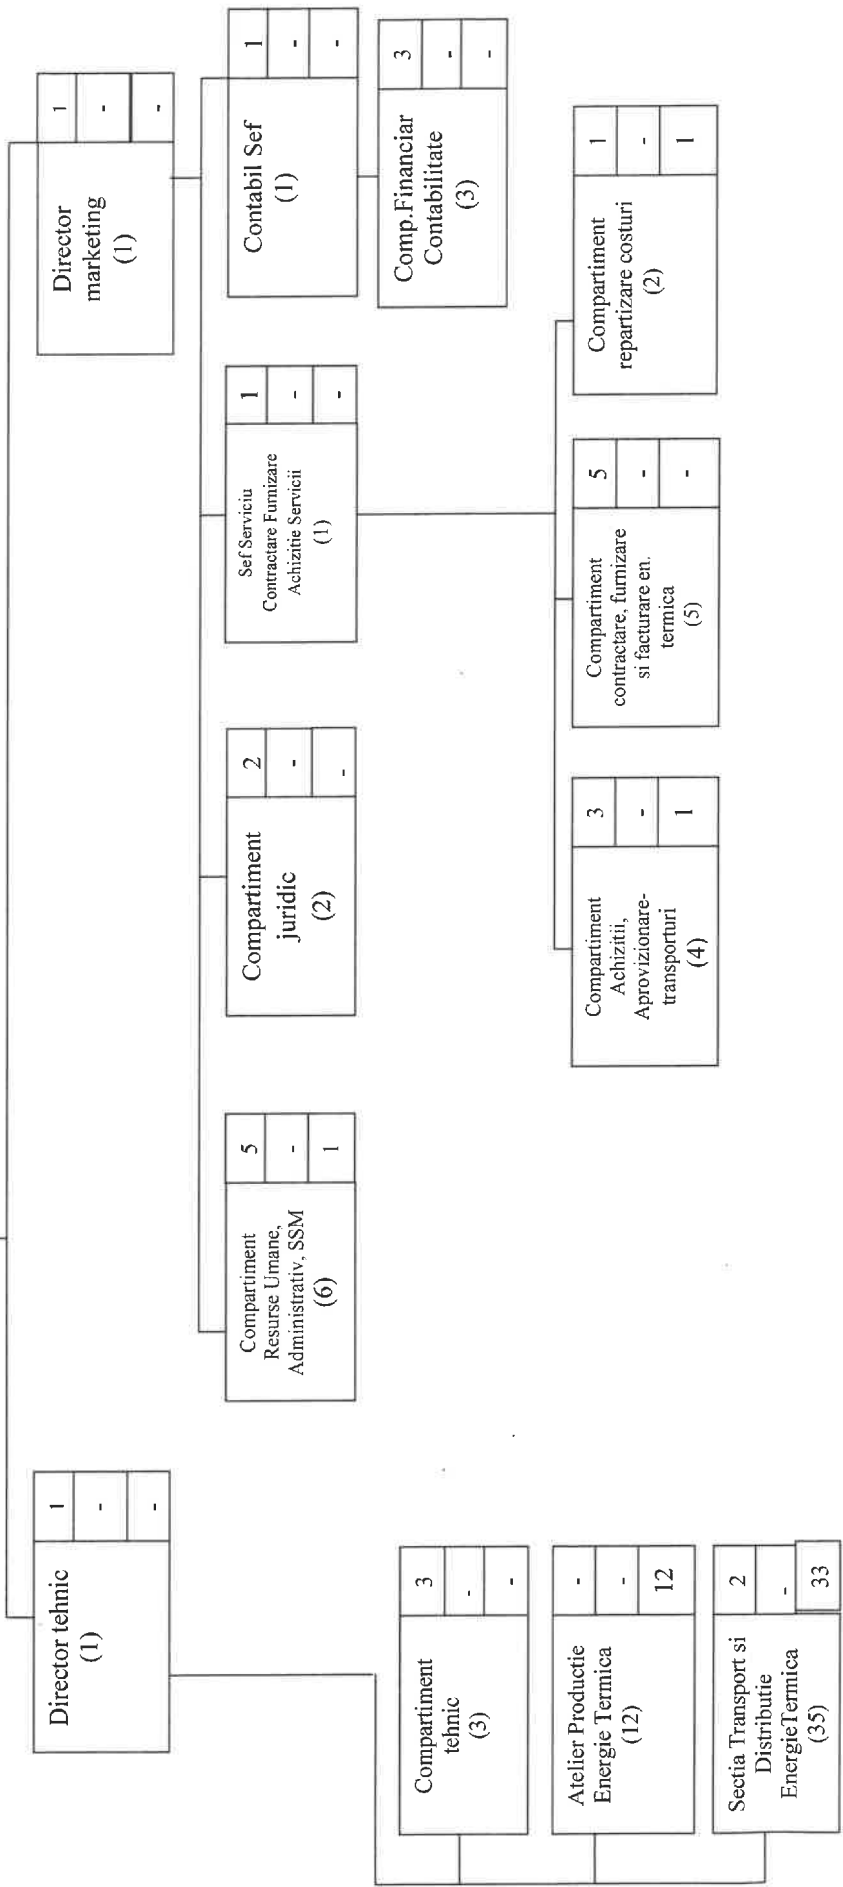 Director tehnic
(1)
1
-
-
Director
marketing
(1)
1
-
-
Compartiment
tehnic
(3)
3
-
-
Atelier Productie
Energie Termica
(12)
-
-
12
Sectia Transport si
Distributie
EnergieTermica
(35)
2
-
33
Compartiment
Resurse Umane,
Administrativ, SSM
(6)
5
-
1
Compartiment
juridic
(2)
2
-
-
Sef Serviciu
Contractare Furnizare
Achizitie Servicii
(1)
1
-
-
Contabil Sef
(1)
1
-
-
Comp.Financiar
Contabilitate
(3)
3
-
-
Compartiment
Achizitii,
Aprovizionare-
transporturi
(4)
3
-
1
Compartiment
contractare, furnizare
si facturare en.
termica
(5)
5
-
-
Compartiment
repartizare costuri
(2)
1
-
1